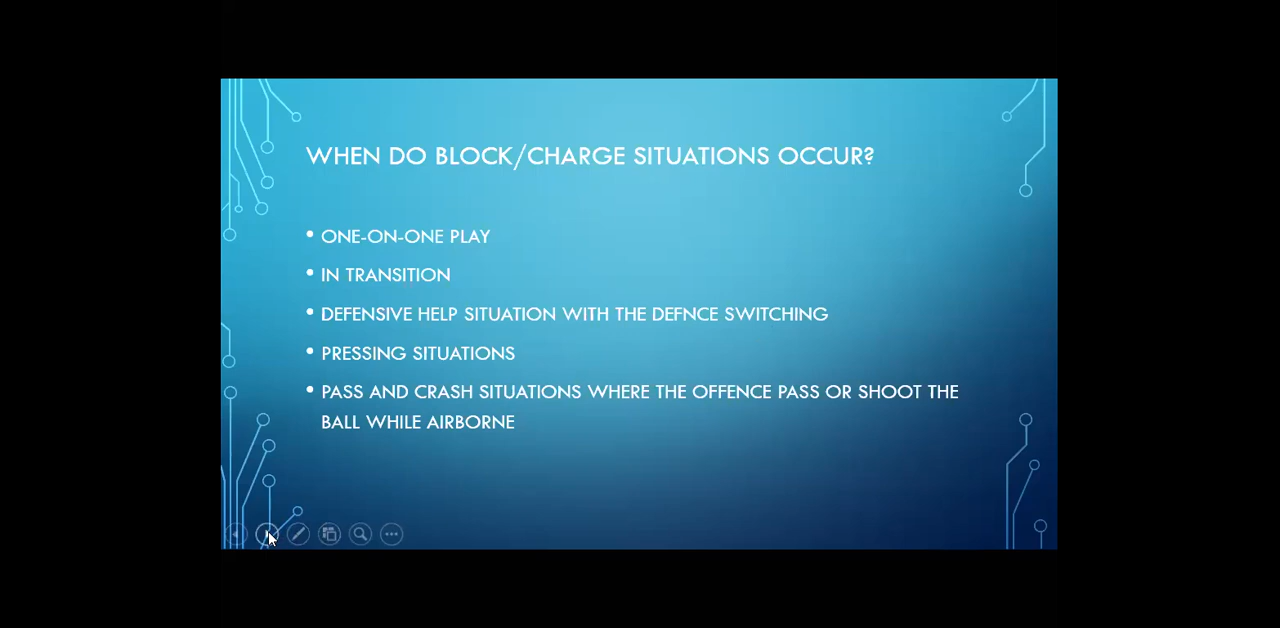 WHEN DO BLOCK/CHARGE SITUATIONS OCCUR?
• ONE-ON-ONE PLAY
• IN TRANSITION
• DEFENSIVE HELP SITUATION WITH THE DEFNCE SWITCHING
• PRESSING SITUATIONS
• PASS AND CRASH SITUATIONS WHERE THE OFFENCE PASS OR SHOOT THE
BALL WHILE AIRBORNE